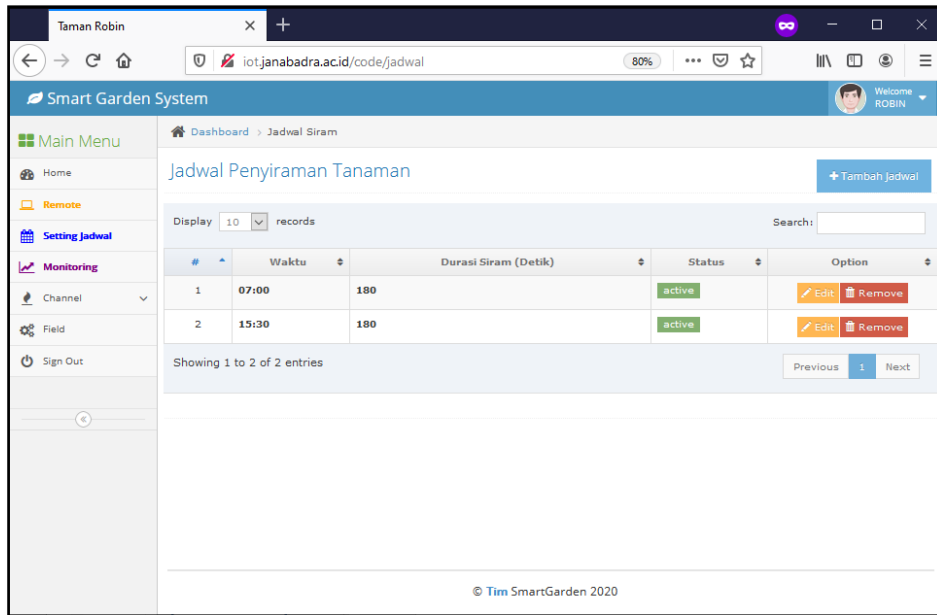 Taman Robin
iot.janabadra.ac.id/code/jadwal 80%
Smart Garden System
Welcome
ROBIN
Main Menu
Home
Remote
Setting Jadwal
Monitoring
Channel
Field
Sign Out
Dashboard > Jadwal Siram
Jadwal Penyiraman Tanaman
+ Tambah Jadwal
Display 10 records
Search:
# Waktu Durasi Siram (Detik) Status Option
1 07:00 180 active Edit Remove
2 15:30 180 active Edit Remove
Showing 1 to 2 of 2 entries
Previous 1 Next
© Tim SmartGarden 2020